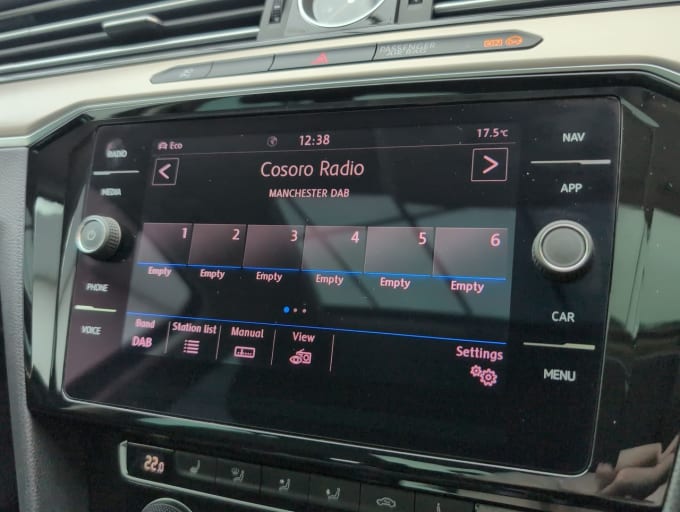 PASSENGER
AIR BAG
RADIO
MEDIA
PHONE
VOICE
Eco 12:38 17.5°C
Cosoro Radio
MANCHESTER DAB
1 2 3 4 5 6
Empty Empty Empty Empty Empty Empty
Band Station list Manual View
DAB
Settings
NAV
APP
CAR
MENU
22.0